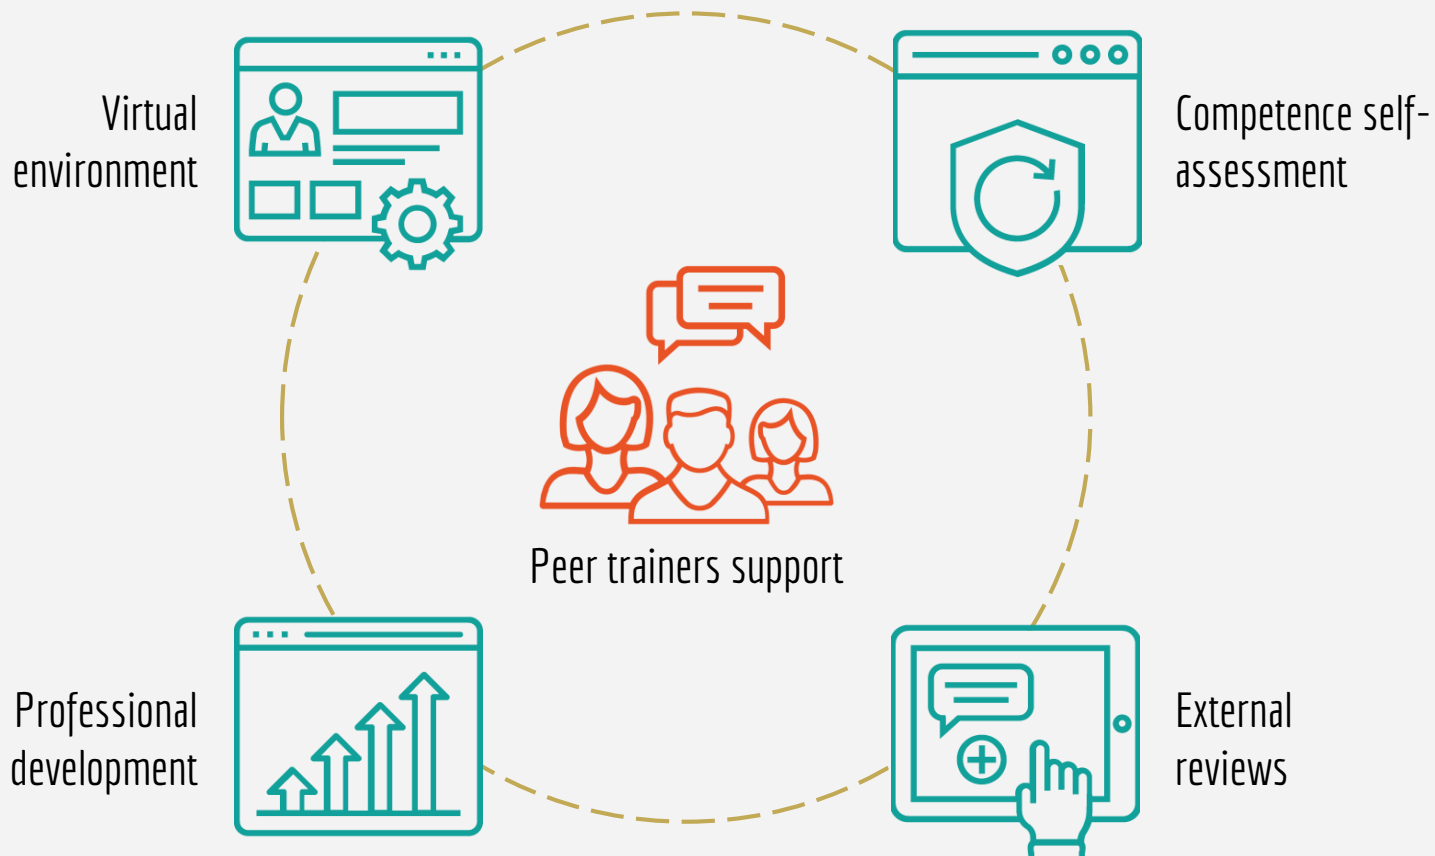 Virtual
environment
Competence self-
assessment
Peer trainers support
Professional
development
External
reviews